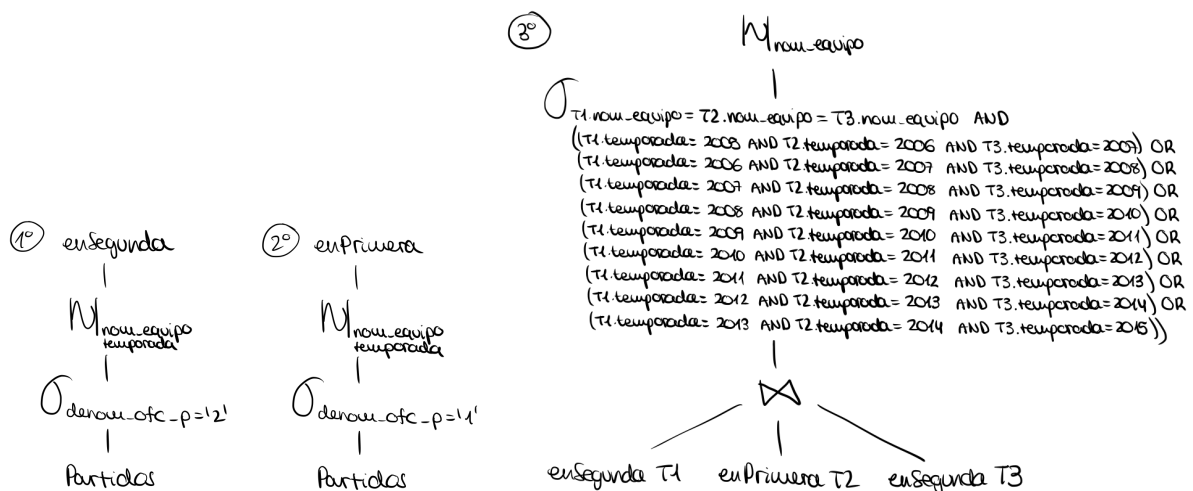 1º
enSegunda
Π nom_equipo
temporada
σ denom_ofc_p='2'
Partidos
2º
enPrimera
Π nom_equipo
temporada
σ denom_ofc_p='1'
Partidos
3º
Π nom_equipo
σ T1.nom_equipo = T2.nom_equipo = T3.nom_equipo AND
((T1.temporada= 2005 AND T2.temporada= 2006 AND T3.temporada=2007) OR
(T1.temporada= 2006 AND T2.temporada= 2007 AND T3.temporada=2008) OR
(T1.temporada= 2007 AND T2.temporada= 2008 AND T3.temporada=2009) OR
(T1.temporada= 2008 AND T2.temporada= 2009 AND T3.temporada=2010) OR
(T1.temporada= 2009 AND T2.temporada= 2010 AND T3.temporada=2011) OR
(T1.temporada= 2010 AND T2.temporada= 2011 AND T3.temporada=2012) OR
(T1.temporada= 2011 AND T2.temporada= 2012 AND T3.temporada=2013) OR
(T1.temporada= 2012 AND T2.temporada= 2013 AND T3.temporada=2014) OR
(T1.temporada= 2013 AND T2.temporada= 2014 AND T3.temporada=2015))
⋈
enSegunda T1 enPrimera T2 enSegunda T3